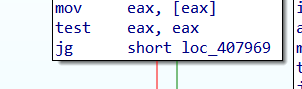 mov eax, [eax]
test eax, eax
jg short loc_407969